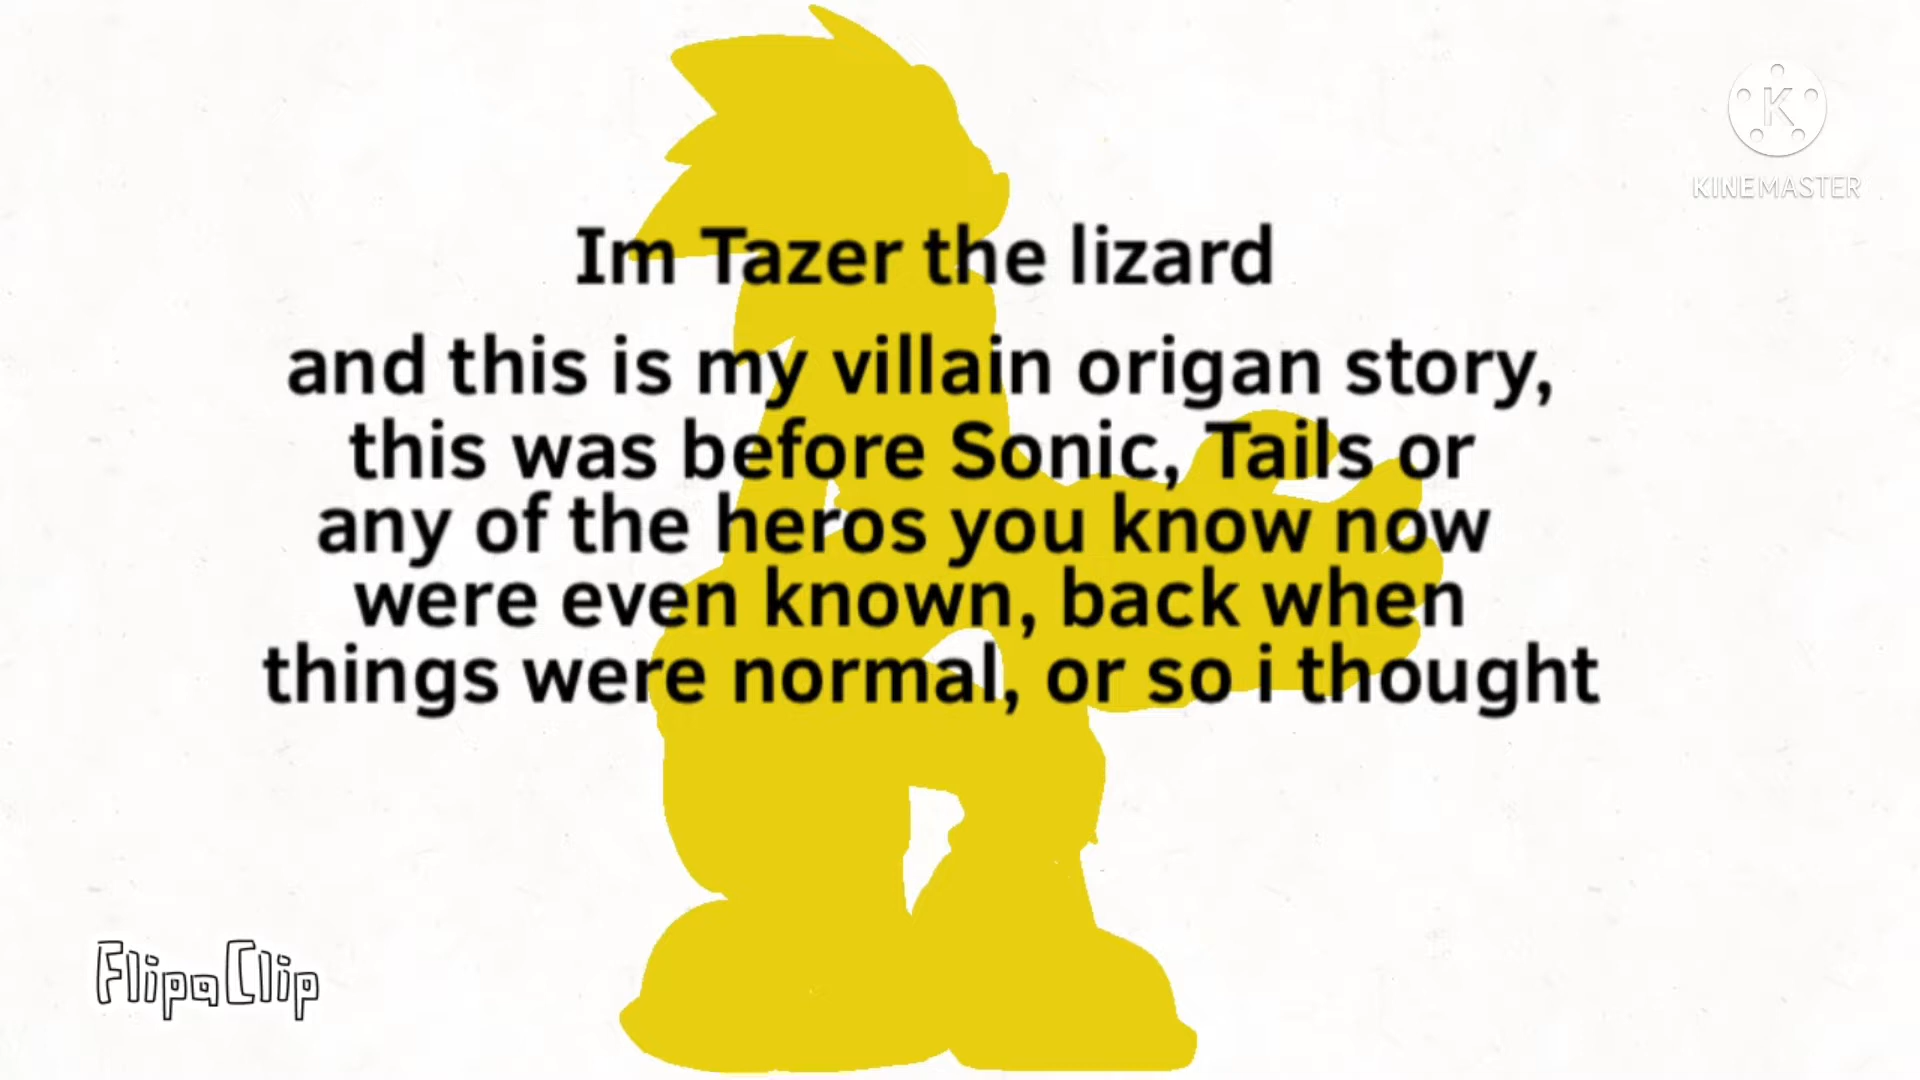 KINEMASTER
Im Tazer the lizard
and this is my villain origan story,
this was before Sonic, Tails or
any of the heros you know now
were even known, back when
things were normal, or so i thought
FlipaClip